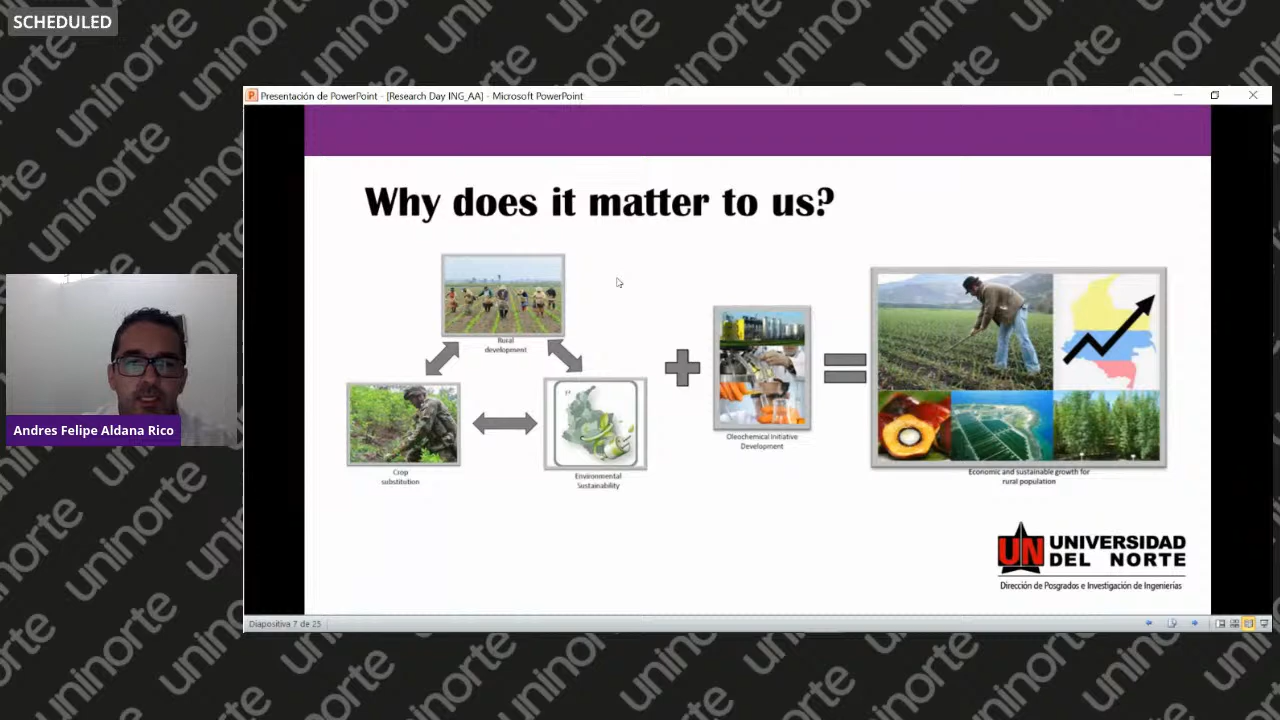 SCHEDULED
Presentación de PowerPoint - [Research Day ING_AA] - Microsoft PowerPoint
Why does it matter to us?
Rural
development
Crop
substitution
Environmental
Sustainability
Oleochemical Initiative
Development
Economic and sustainable growth for
rural population
Andres Felipe Aldana Rico
UN UNIVERSIDAD
DEL NORTE
Dirección de Posgrados e Investigación de Ingenierias
Diapositiva 7 de 25
uninorte